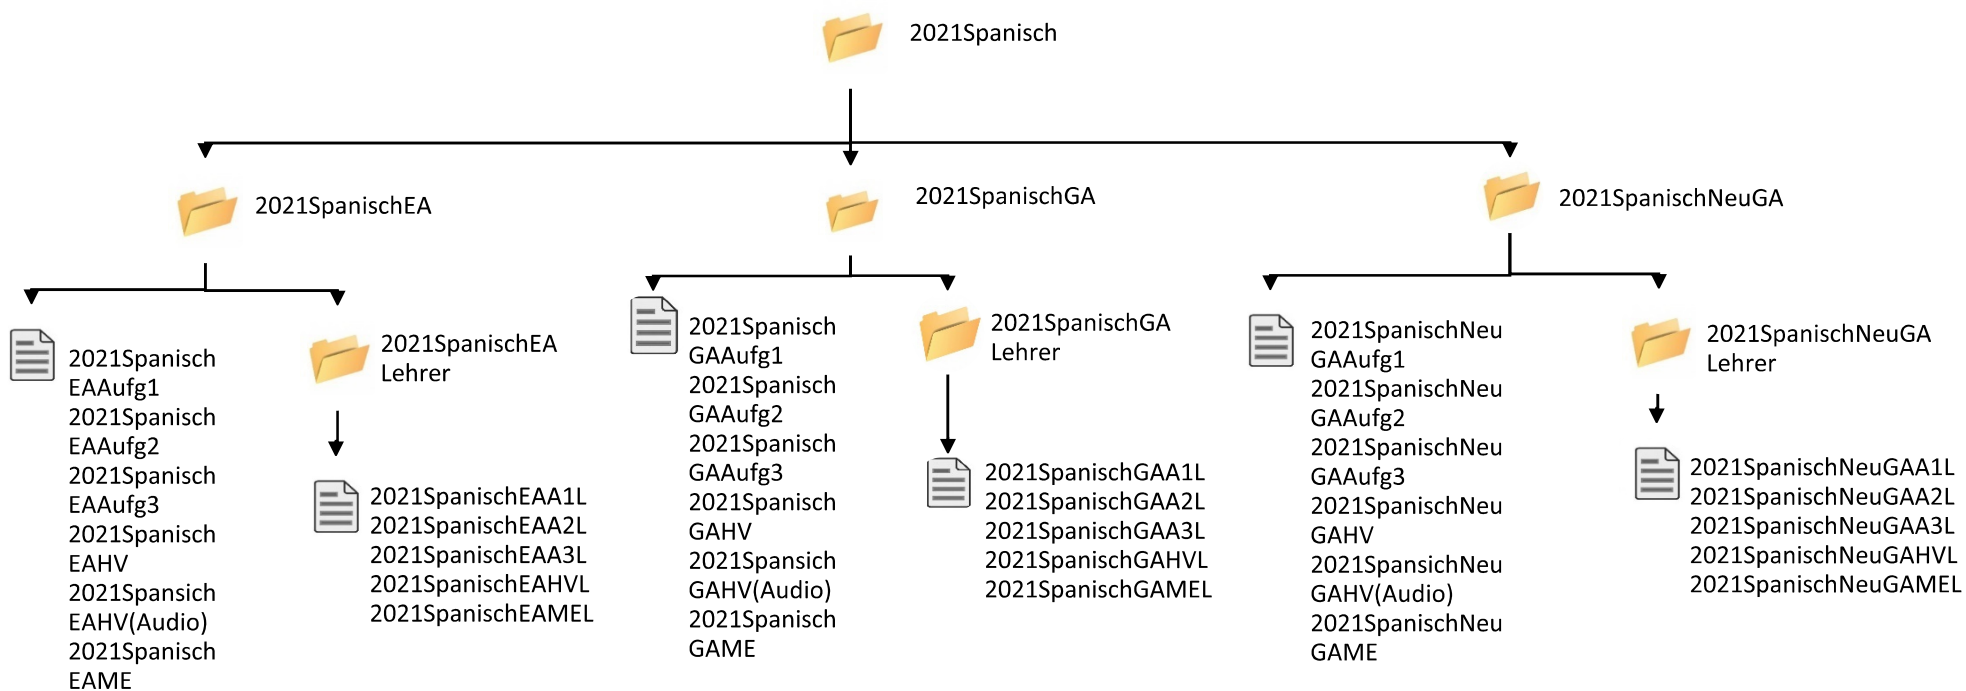 2021Spanisch
2021SpanischEA
2021SpanischGA
2021SpanischNeuGA
2021Spanisch
EAAufg1
2021Spanisch
EAAufg2
2021Spanisch
EAAufg3
2021Spanisch
EAHV
2021Spansich
EAHV(Audio)
2021Spanisch
EAME
2021SpanischEA
Lehrer
2021SpanischEAA1L
2021SpanischEAA2L
2021SpanischEAA3L
2021SpanischEAHVL
2021SpanischEAMEL
2021Spanisch
GAAufg1
2021Spanisch
GAAufg2
2021Spanisch
GAAufg3
2021Spanisch
GAHV
2021Spansich
GAHV(Audio)
2021Spanisch
GAME
2021SpanischGA
Lehrer
2021SpanischGAA1L
2021SpanischGAA2L
2021SpanischGAA3L
2021SpanischGAHVL
2021SpanischGAMEL
2021SpanischNeu
GAAufg1
2021SpanischNeu
GAAufg2
2021SpanischNeu
GAAufg3
2021SpanischNeu
GAHV
2021SpansichNeu
GAHV(Audio)
2021SpanischNeu
GAME
2021SpanischNeuGA
Lehrer
2021SpanischNeuGAA1L
2021SpanischNeuGAA2L
2021SpanischNeuGAA3L
2021SpanischNeuGAHVL
2021SpanischNeuGAMEL